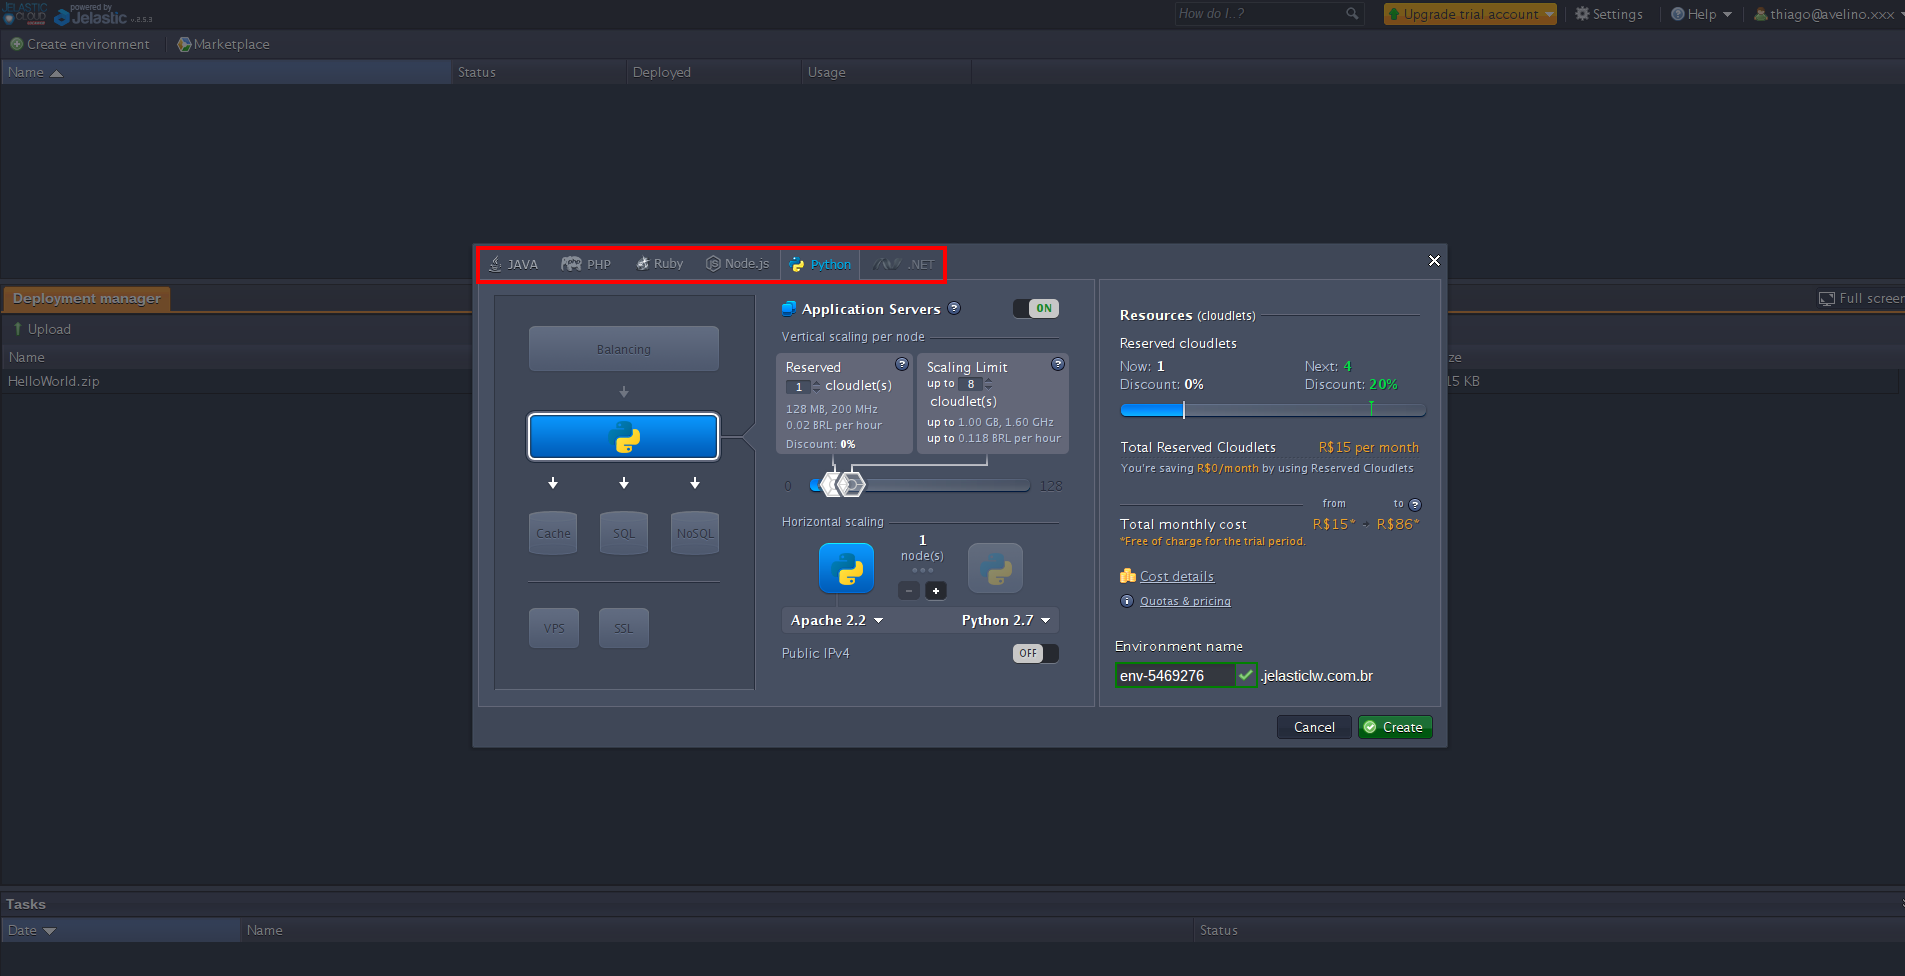 JELASTIC
CLOUD
powered by
Jelastic v.2.5.3
How do I..?
Upgrade trial account
Settings
Help
thiago@avelino.xxx
Create environment
Marketplace
Name
Status
Deployed
Usage
JAVA
PHP
Ruby
Node.js
Python
.NET
Deployment manager
Full screen
Upload
Name
ze
HelloWorld.zip
15 KB
Balancing
Cache
SQL
NoSQL
VPS
SSL
Application Servers ?
ON
Vertical scaling per node
Reserved ?
1 cloudlet(s)
128 MB, 200 MHz
0.02 BRL per hour
Discount: 0%
Scaling Limit ?
up to 8
cloudlet(s)
up to 1.00 GB, 1.60 GHz
up to 0.118 BRL per hour
0
128
Horizontal scaling
1
node(s)
- +
Apache 2.2
Python 2.7
Public IPv4
OFF
Resources (cloudlets)
Reserved cloudlets
Now: 1 Next: 4
Discount: 0% Discount: 20%
Total Reserved Cloudlets R$15 per month
You're saving R$0/month by using Reserved Cloudlets
from to ?
Total monthly cost R$15* R$86*
*Free of charge for the trial period.
Cost details
Quotas & pricing
Environment name
env-5469276 .jelasticlw.com.br
Cancel
Create
Tasks
Date
Name
Status